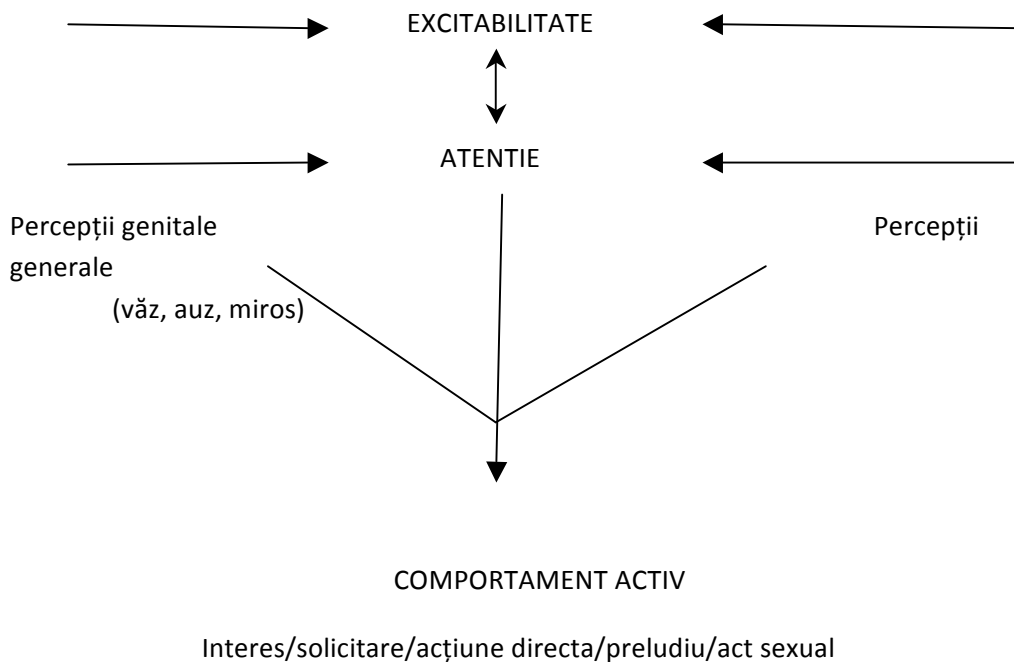 EXCITABILITATE
ATENTIE
Percepții genitale Percepții
generale
(văz, auz, miros)
COMPORTAMENT ACTIV
Interes/solicitare/acțiune directa/preludiu/act sexual